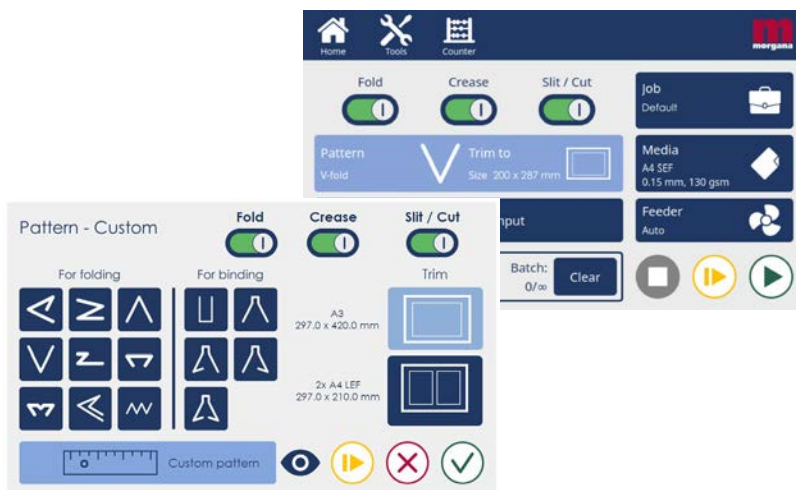 Home
Tools
Counter
morgana
Fold
Crease
Slit / Cut
Job
Default
Pattern
V-fold
Trim to
Size 200 x 287 mm
Media
A4 SEF
0.15 mm, 130 gsm
Feeder
Auto
Batch:
0/∞
Clear
Pattern - Custom
Fold
Crease
Slit / Cut
For folding
For binding
Trim
A3
297.0 x 420.0 mm
2x A4 LEF
297.0 x 210.0 mm
Custom pattern